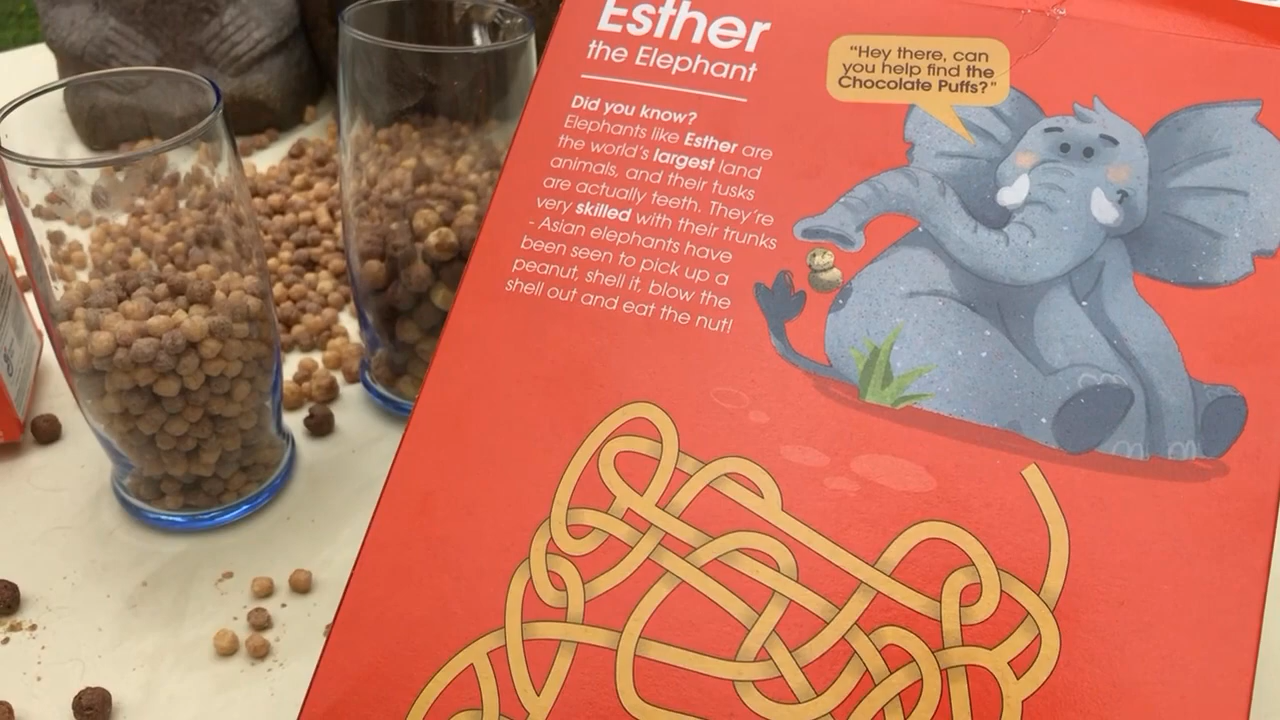 Esther
the Elephant
"Hey there, can
you help find the
Chocolate Puffs?"
Did you know?
Elephants like Esther are
the world's largest land
animals, and their tusks
are actually teeth. They're
very skilled with their trunks
- Asian elephants have
been seen to pick up a
peanut, shell it, blow the
shell out and eat the nut!